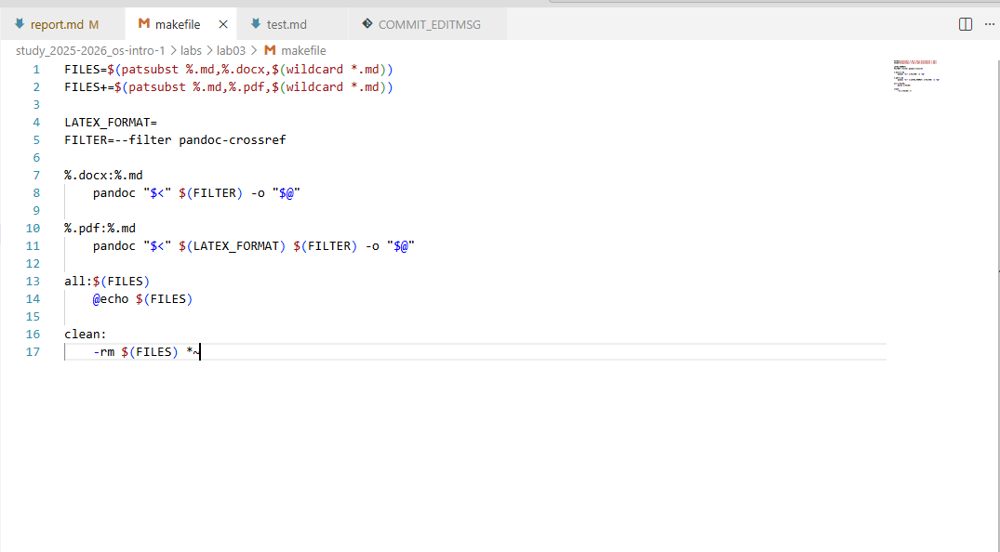 report.md M
makefile
test.md
COMMIT_EDITMSG
study_2025-2026_os-intro-1 > labs > lab03 > makefile
1 FILES=$(patsubst %.md,%.docx,$(wildcard *.md))
2 FILES+=$(patsubst %.md,%.pdf,$(wildcard *.md))
3
4 LATEX_FORMAT=
5 FILTER=--filter pandoc-crossref
6
7 %.docx:%.md
8 pandoc "$<" $(FILTER) -o "$@"
9
10 %.pdf:%.md
11 pandoc "$<" $(LATEX_FORMAT) $(FILTER) -o "$@"
12
13 all:$(FILES)
14 @echo $(FILES)
15
16 clean:
17 -rm $(FILES) *~